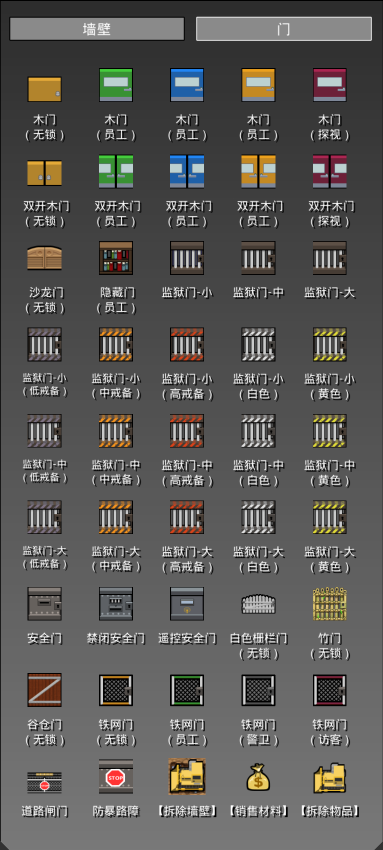 墙壁 门
木门 木门 木门 木门 木门
(无锁) (员工) (员工) (员工) (探视)
双开木门 双开木门 双开木门 双开木门 双开木门
(无锁) (员工) (员工) (员工) (探视)
沙龙门 隐藏门 监狱门-小 监狱门-中 监狱门-大
(无锁) (员工)
监狱门-小 监狱门-小 监狱门-小 监狱门-小 监狱门-小
(低戒备) (中戒备) (高戒备) (白色) (黄色)
监狱门-中 监狱门-中 监狱门-中 监狱门-中 监狱门-中
(低戒备) (中戒备) (高戒备) (白色) (黄色)
监狱门-大 监狱门-大 监狱门-大 监狱门-大 监狱门-大
(低戒备) (中戒备) (高戒备) (白色) (黄色)
安全门 禁闭安全门 遥控安全门 白色栅栏门 竹门
(无锁) (无锁)
谷仓门 铁网门 铁网门 铁网门 铁网门
(无锁) (无锁) (员工) (警卫) (访客)
STOP
道路闸门 防暴路障 【拆除墙壁】 【销售材料】 【拆除物品】